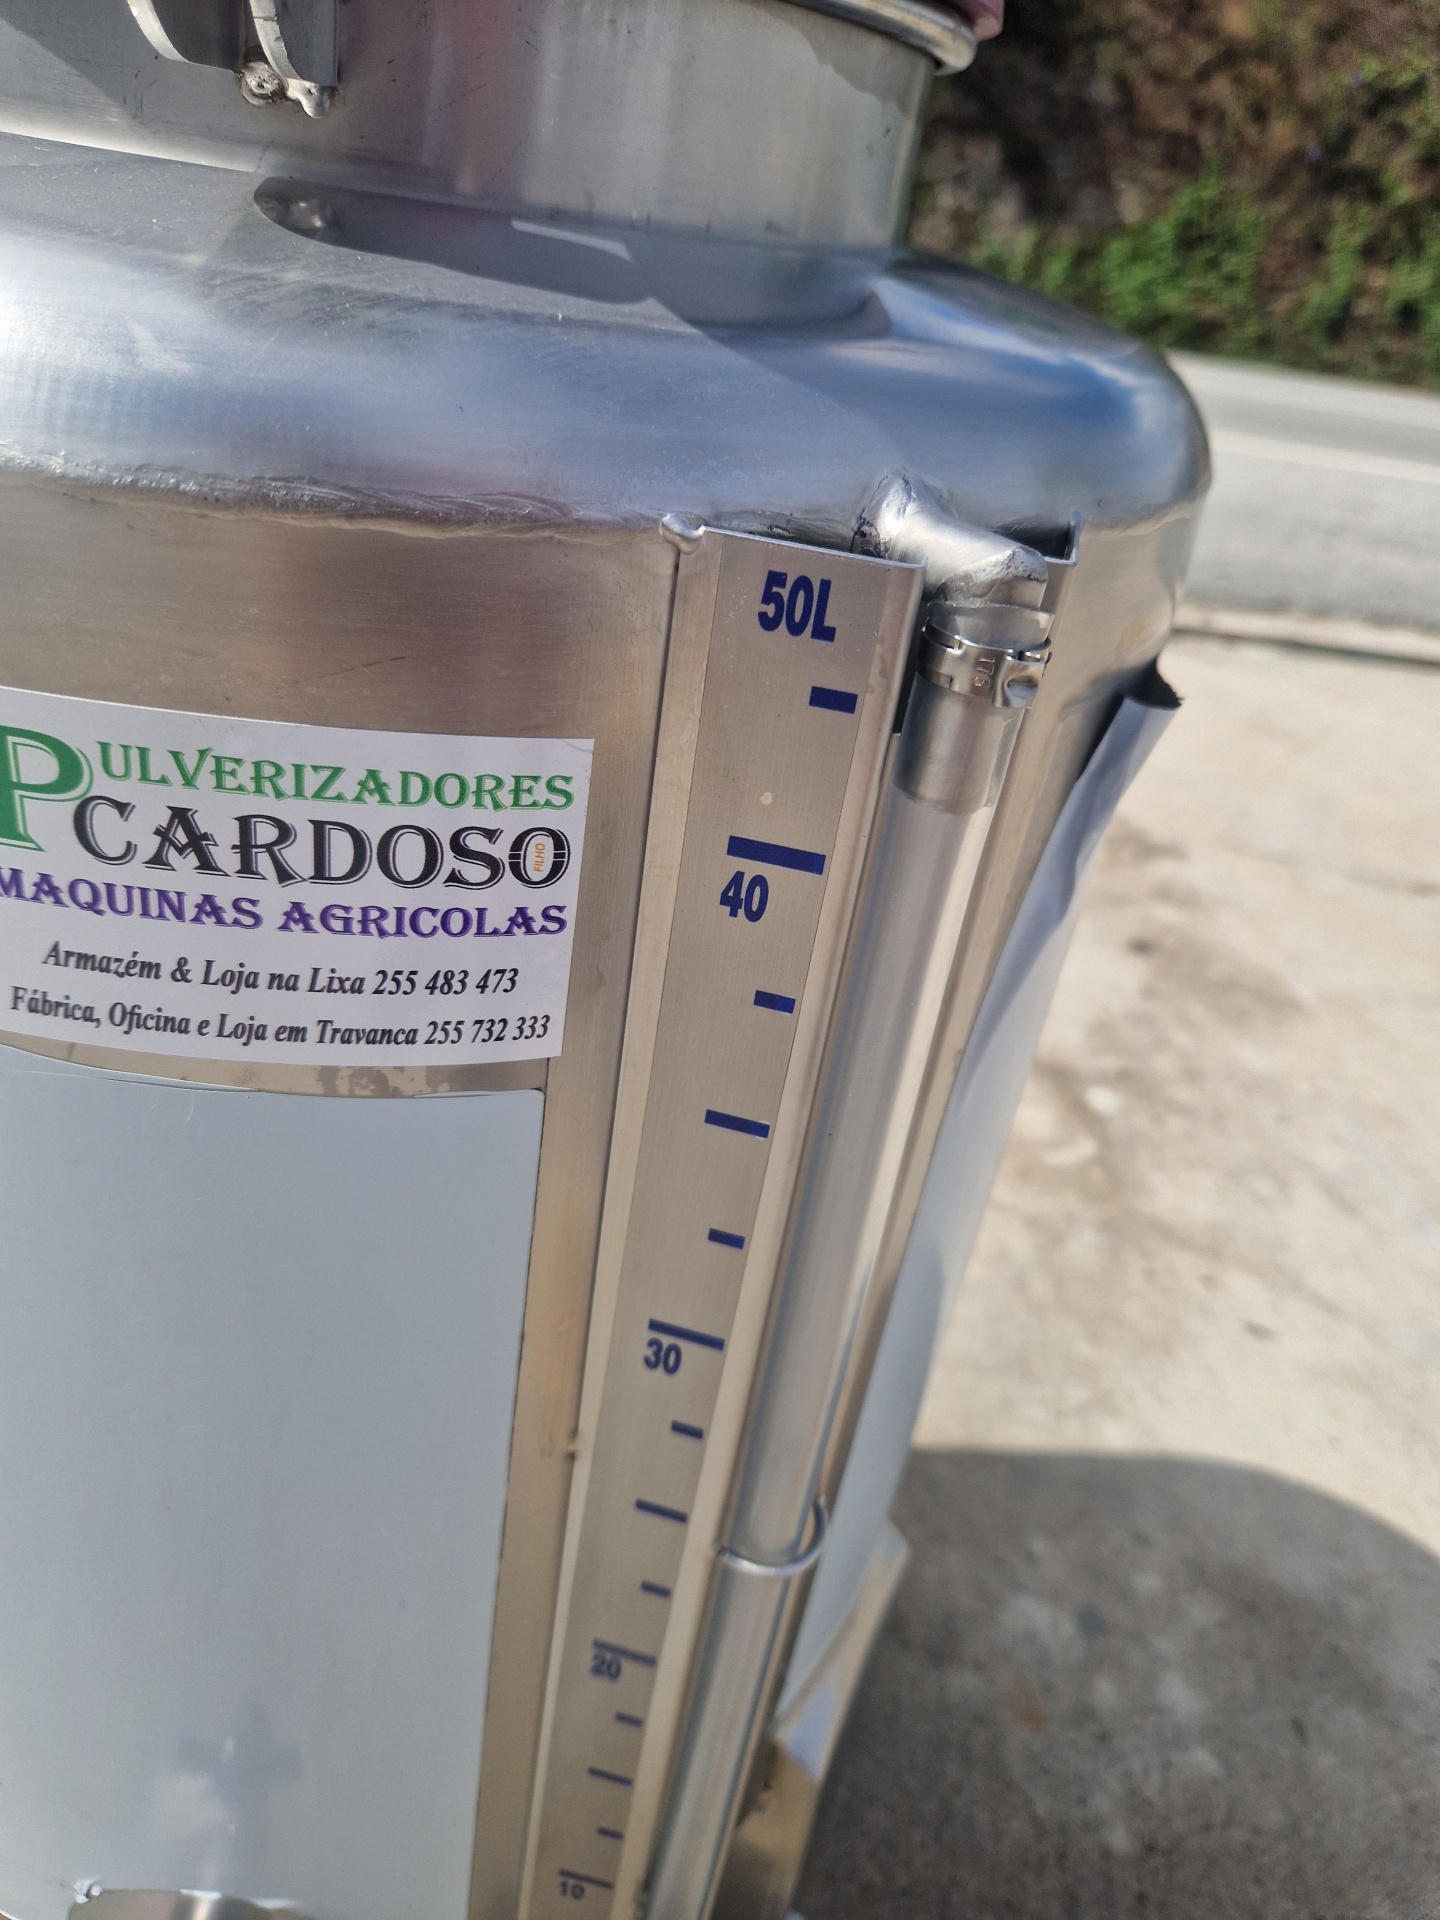 50L
PULVERIZADORES
CARDOSO
FILHO
MAQUINAS AGRICOLAS
Armazém & Loja na Lixa 255 483 473
Fábrica, Oficina e Loja em Travanca 255 732 333
40
30
20
10